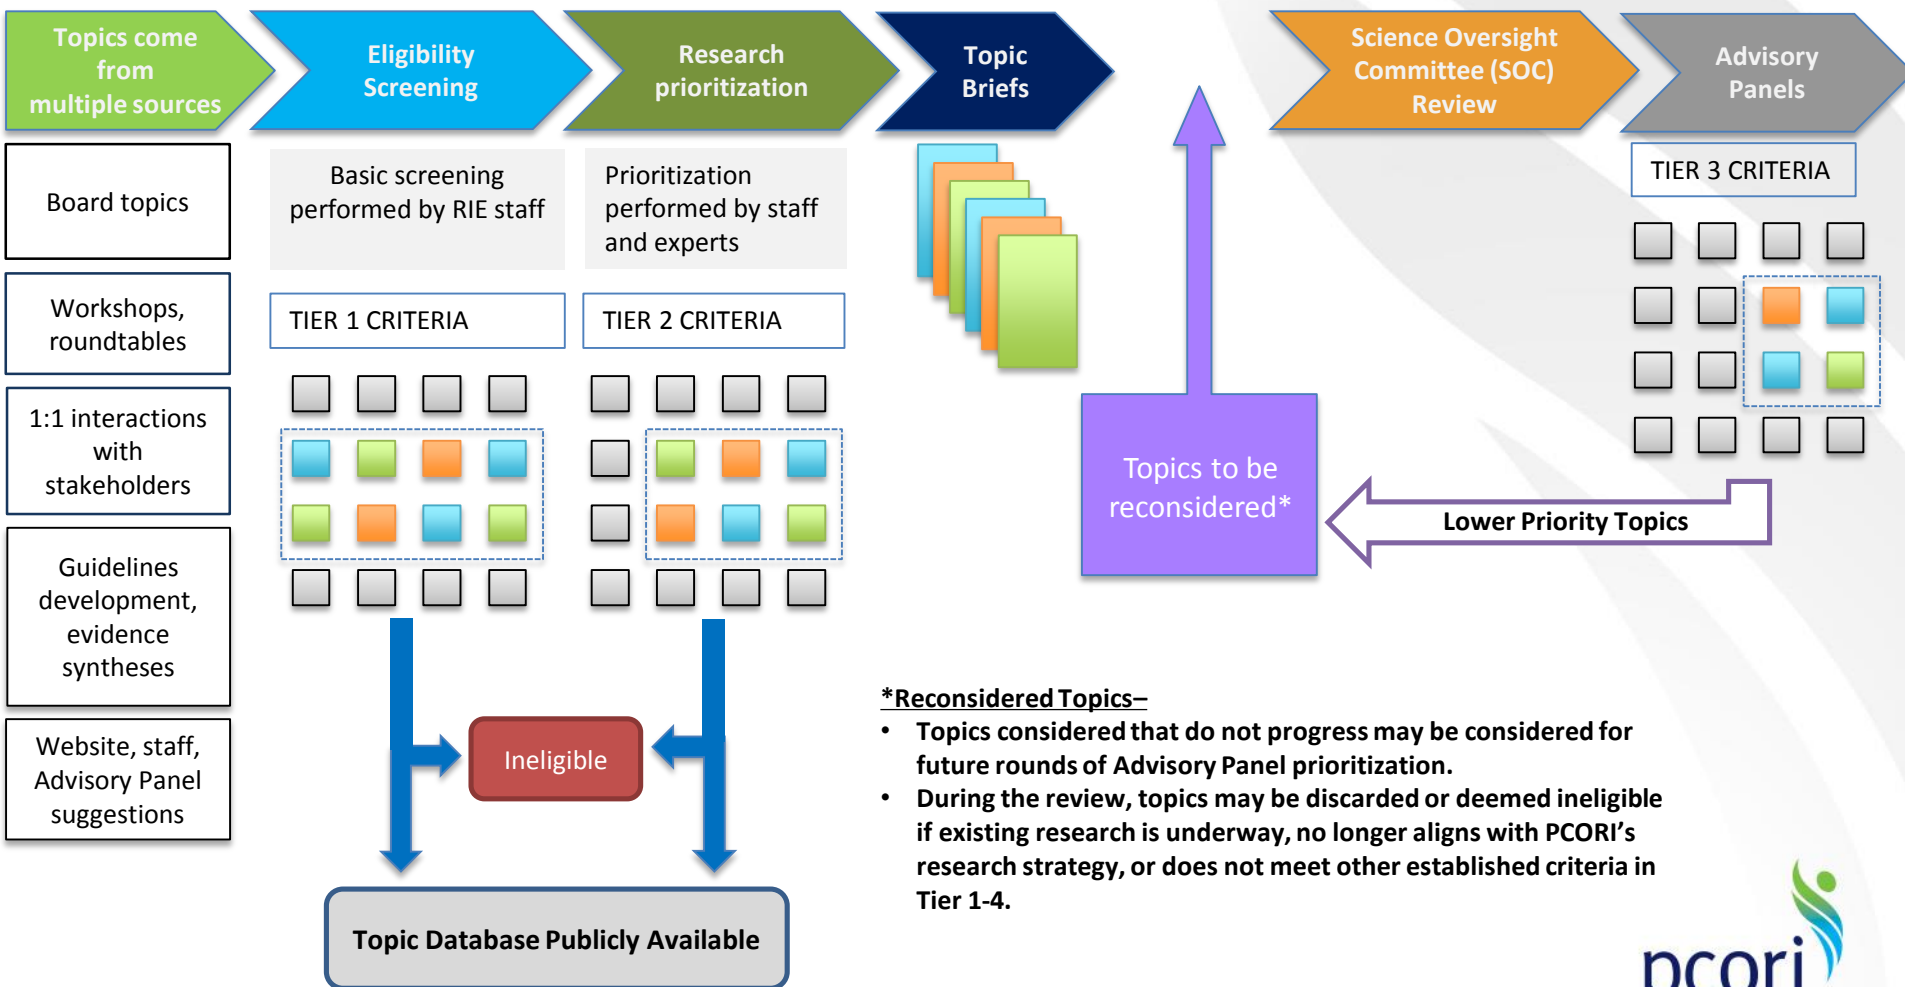 Topics come
from
multiple sources
Eligibility
Screening
Research
prioritization
Topic
Briefs
Science Oversight
Committee (SOC)
Review
Advisory
Panels
Board topics
Workshops,
roundtables
1:1 interactions
with
stakeholders
Guidelines
development,
evidence
syntheses
Website, staff,
Advisory Panel
suggestions
Basic screening
performed by RIE staff
TIER 1 CRITERIA
Prioritization
performed by staff
and experts
TIER 2 CRITERIA
TIER 3 CRITERIA
Topics to be
reconsidered*
Lower Priority Topics
Ineligible
Topic Database Publicly Available
*Reconsidered Topics–
• Topics considered that do not progress may be considered for
future rounds of Advisory Panel prioritization.
• During the review, topics may be discarded or deemed ineligible
if existing research is underway, no longer aligns with PCORI’s
research strategy, or does not meet other established criteria in
Tier 1-4.
pcori